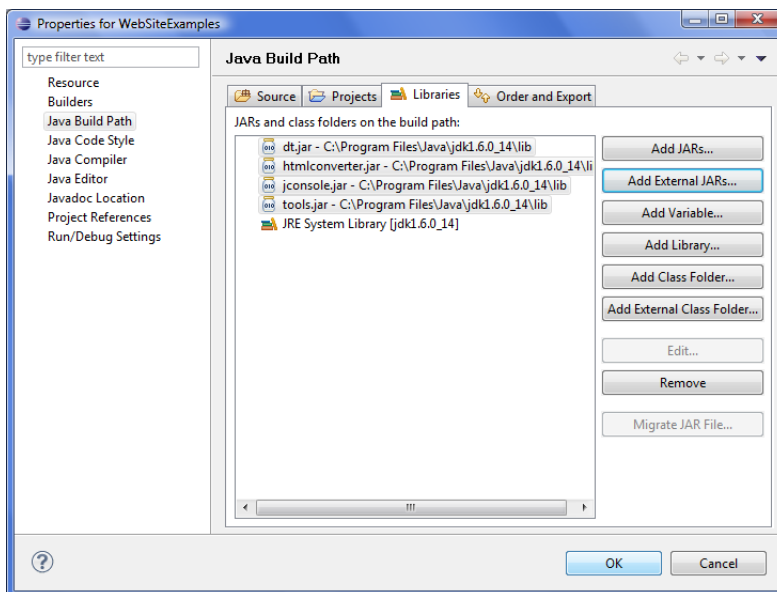 Properties for WebSiteExamples
type filter text
Resource
Builders
Java Build Path
Java Code Style
Java Compiler
Java Editor
Javadoc Location
Project References
Run/Debug Settings
Java Build Path
Source
Projects
Libraries
Order and Export
JARs and class folders on the build path:
dt.jar - C:\Program Files\Java\jdk1.6.0_14\lib
htmlconverter.jar - C:\Program Files\Java\jdk1.6.0_14\li
jconsole.jar - C:\Program Files\Java\jdk1.6.0_14\lib
tools.jar - C:\Program Files\Java\jdk1.6.0_14\lib
JRE System Library [jdk1.6.0_14]
Add JARs...
Add External JARs...
Add Variable...
Add Library...
Add Class Folder...
Add External Class Folder...
Edit...
Remove
Migrate JAR File...
OK
Cancel